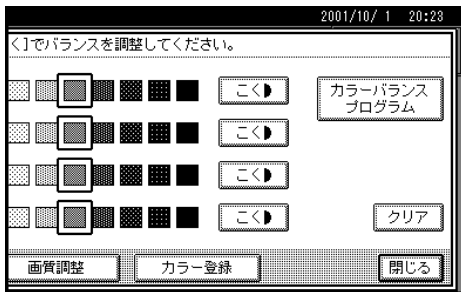 2001/10/ 1 20:23
く]でバランスを調整してください。
こく
カラーバランス
プログラム
こく
こく
こく
クリア
画質調整
カラー登録
閉じる